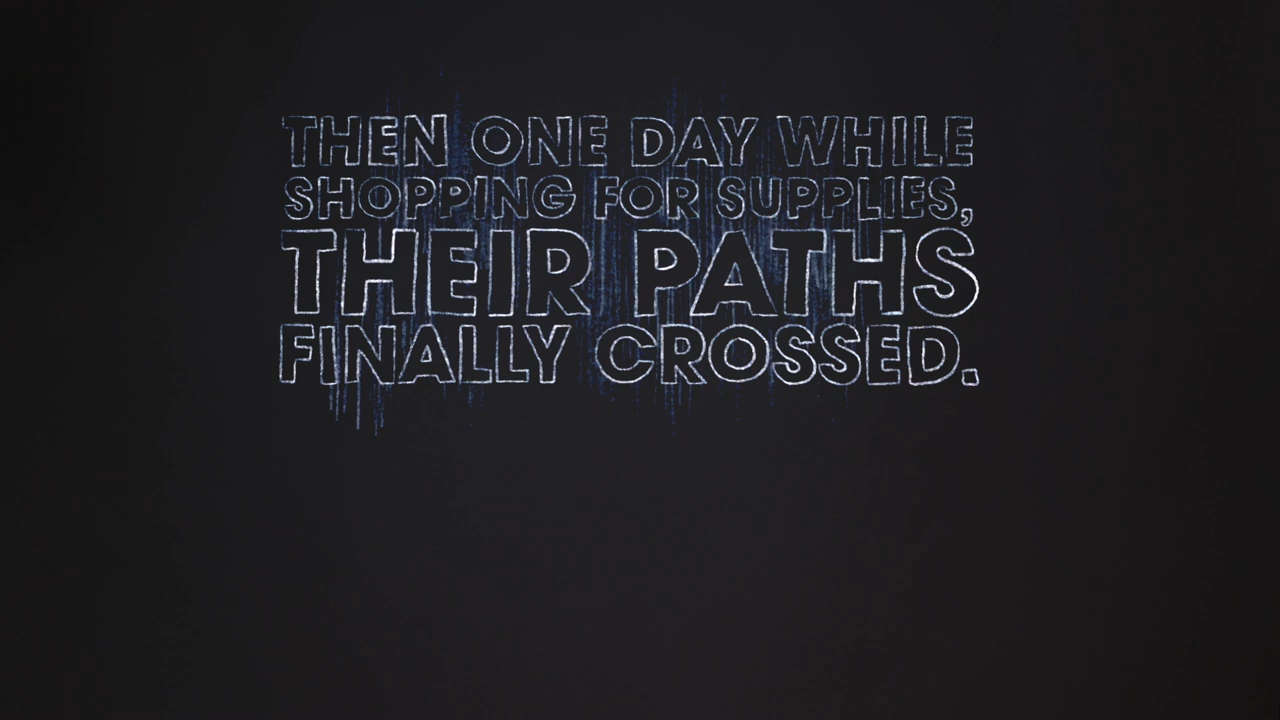 THEN ONE DAY WHILE
SHOPPING FOR SUPPLIES,
THEIR PATHS
FINALLY CROSSED.